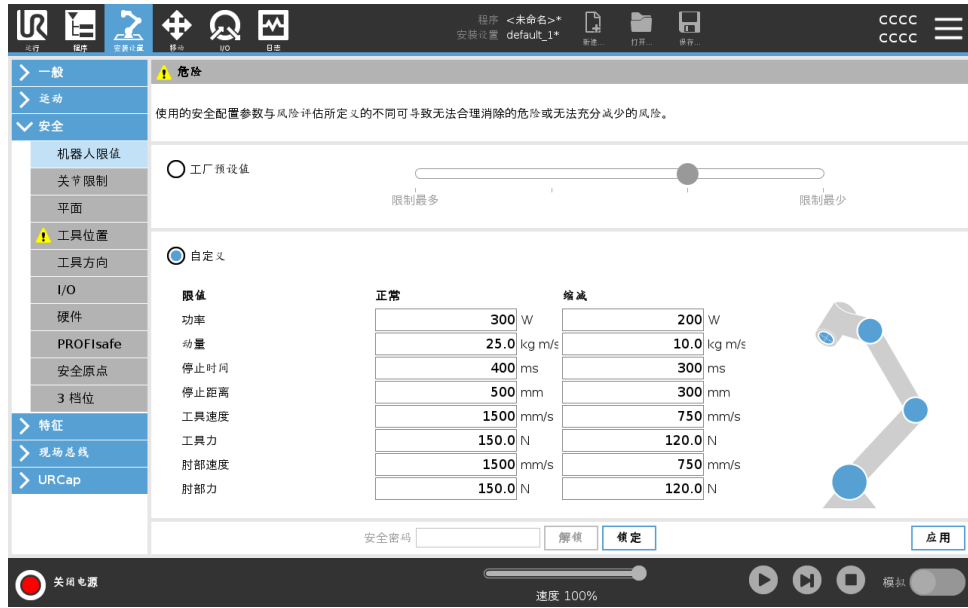 UR
运行 程序 安装设置 移动 I/O 日志
程序 <未命名>*
安装设置 default_1*
新建... 打开... 保存...
CCCC
CCCC
一般
运动
安全
机器人限值
关节限制
平面
工具位置
工具方向
I/O
硬件
PROFIsafe
安全原点
3 档位
特征
现场总线
URCap
危险
使用的安全配置参数与风险评估所定义的不同可导致无法合理消除的危险或无法充分减少的风险。
工厂预设值
限制最多 限制最少
自定义
限值 正常 缩减
功率 300 W 200 W
动量 25.0 kg m/s 10.0 kg m/s
停止时间 400 ms 300 ms
停止距离 500 mm 300 mm
工具速度 1500 mm/s 750 mm/s
工具力 150.0 N 120.0 N
肘部速度 1500 mm/s 750 mm/s
肘部力 150.0 N 120.0 N
安全密码 解锁 锁定 应用
关闭电源
速度 100%
模拟